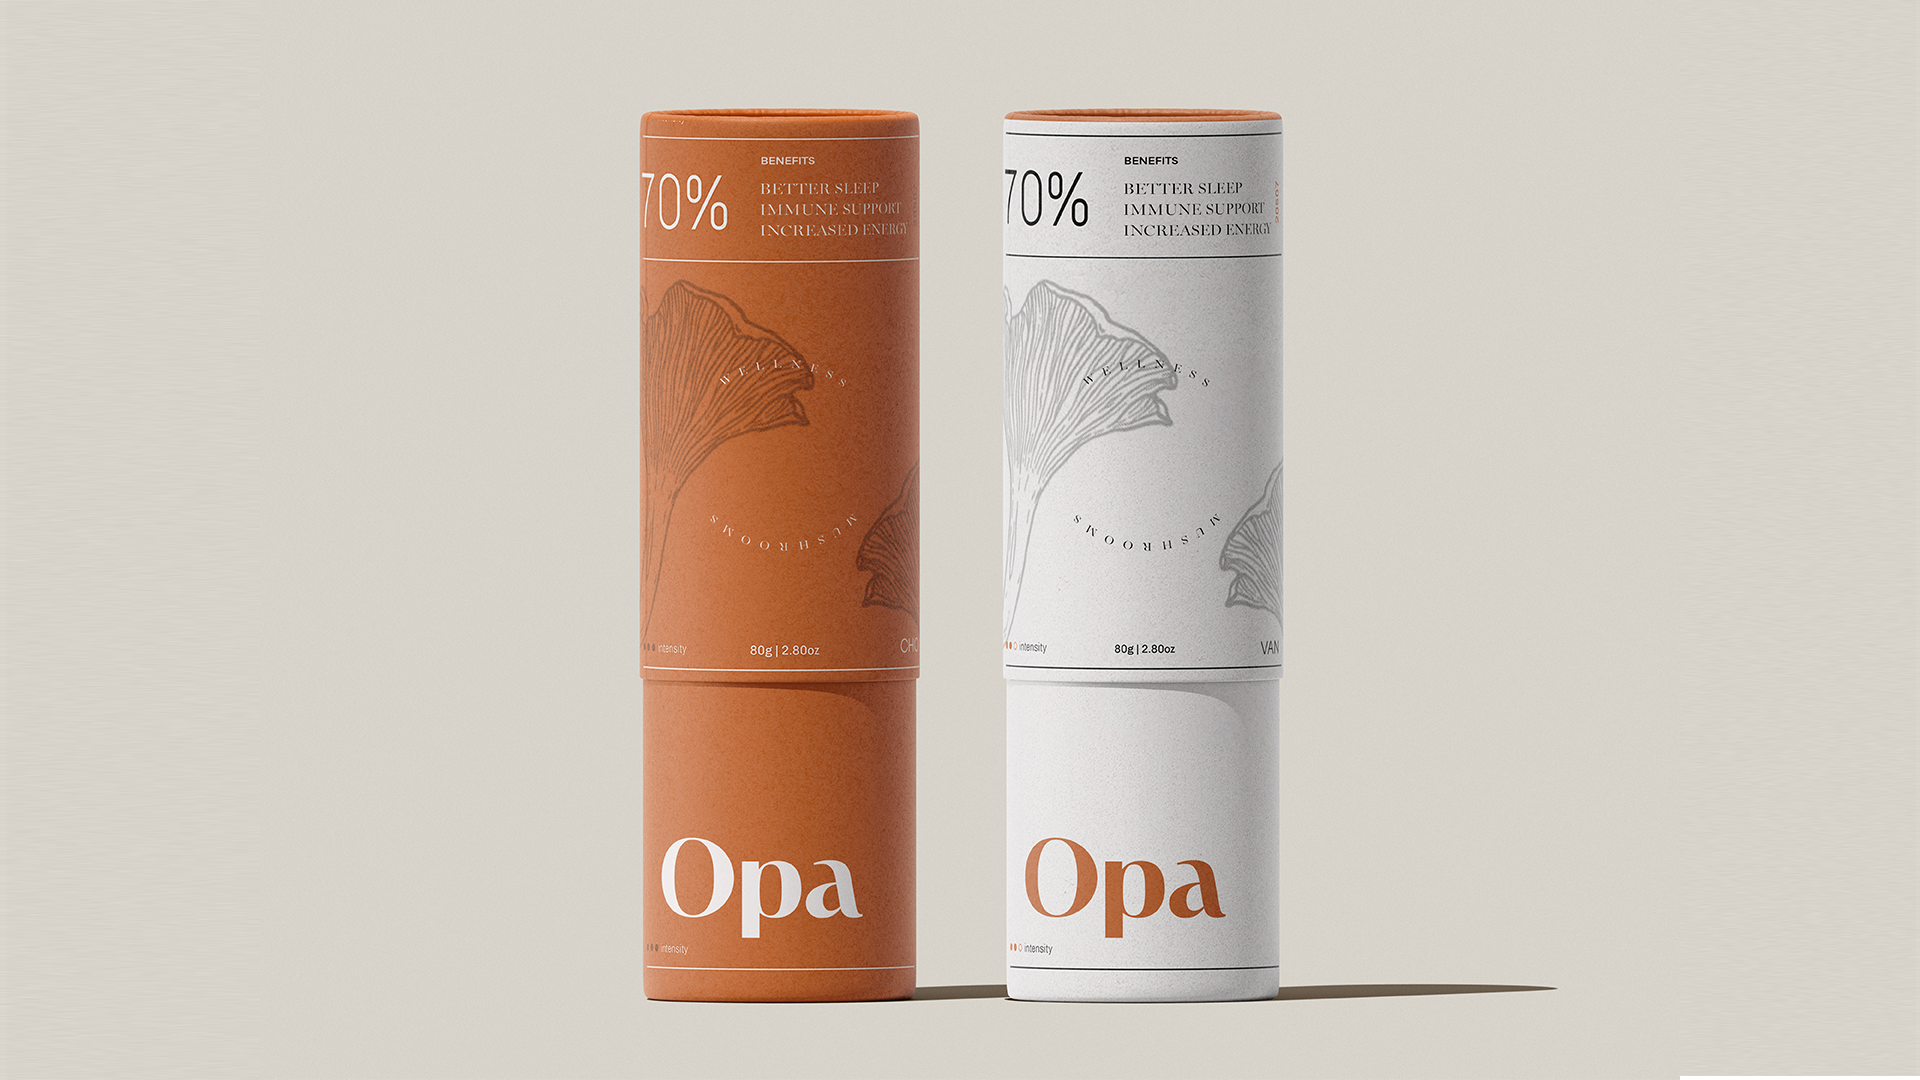 70%
BENEFITS
BETTER SLEEP
IMMUNE SUPPORT
INCREASED ENERGY
WELLNESS
MUSHROOMS
intensity
80g | 2.80oz
CHO
Opa
intensity
70%
BENEFITS
BETTER SLEEP
IMMUNE SUPPORT
INCREASED ENERGY
WELLNESS
MUSHROOMS
intensity
80g | 2.80oz
VAN
Opa
intensity